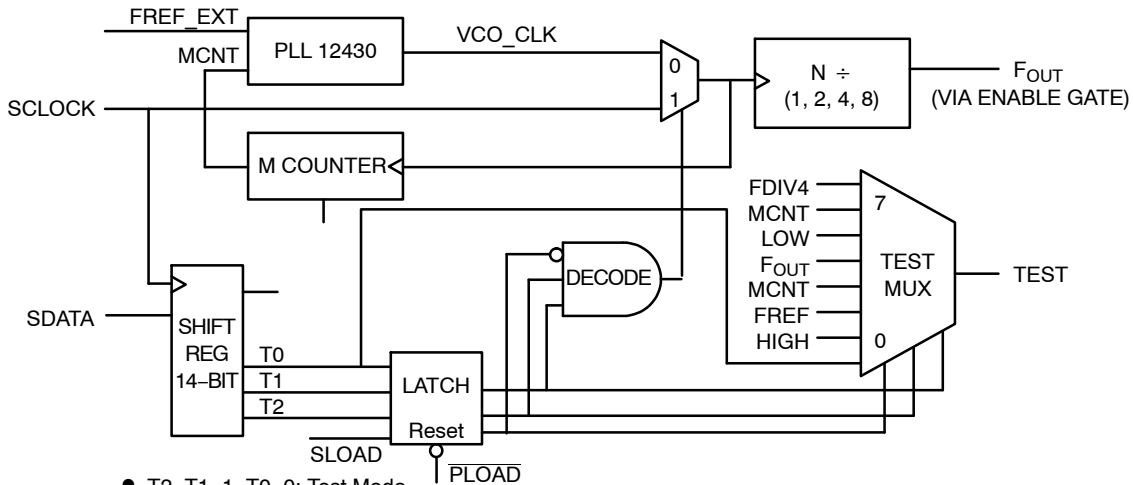 FREF_EXT
MCNT
PLL 12430
VCO_CLK
0
1
N ÷
(1, 2, 4, 8)
FOUT
(VIA ENABLE GATE)
SCLOCK
M COUNTER
FDIV4
MCNT
LOW
FOUT
MCNT
FREF
HIGH
7
TEST
MUX
0
TEST
DECODE
SDATA
SHIFT
REG
14−BIT
T0
T1
T2
LATCH
Reset
SLOAD
PLOAD